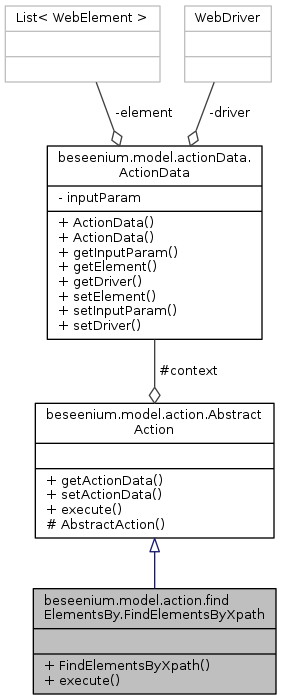 List< WebElement >
WebDriver
-element
-driver
beseenium.model.actionData.
ActionData
- inputParam
+ ActionData()
+ ActionData()
+ getInputParam()
+ getElement()
+ getDriver()
+ setElement()
+ setInputParam()
+ setDriver()
#context
beseenium.model.action.Abstract
Action
+ getActionData()
+ setActionData()
+ execute()
# AbstractAction()
beseenium.model.action.find
ElementsBy.FindElementsByXpath
+ FindElementsByXpath()
+ execute()